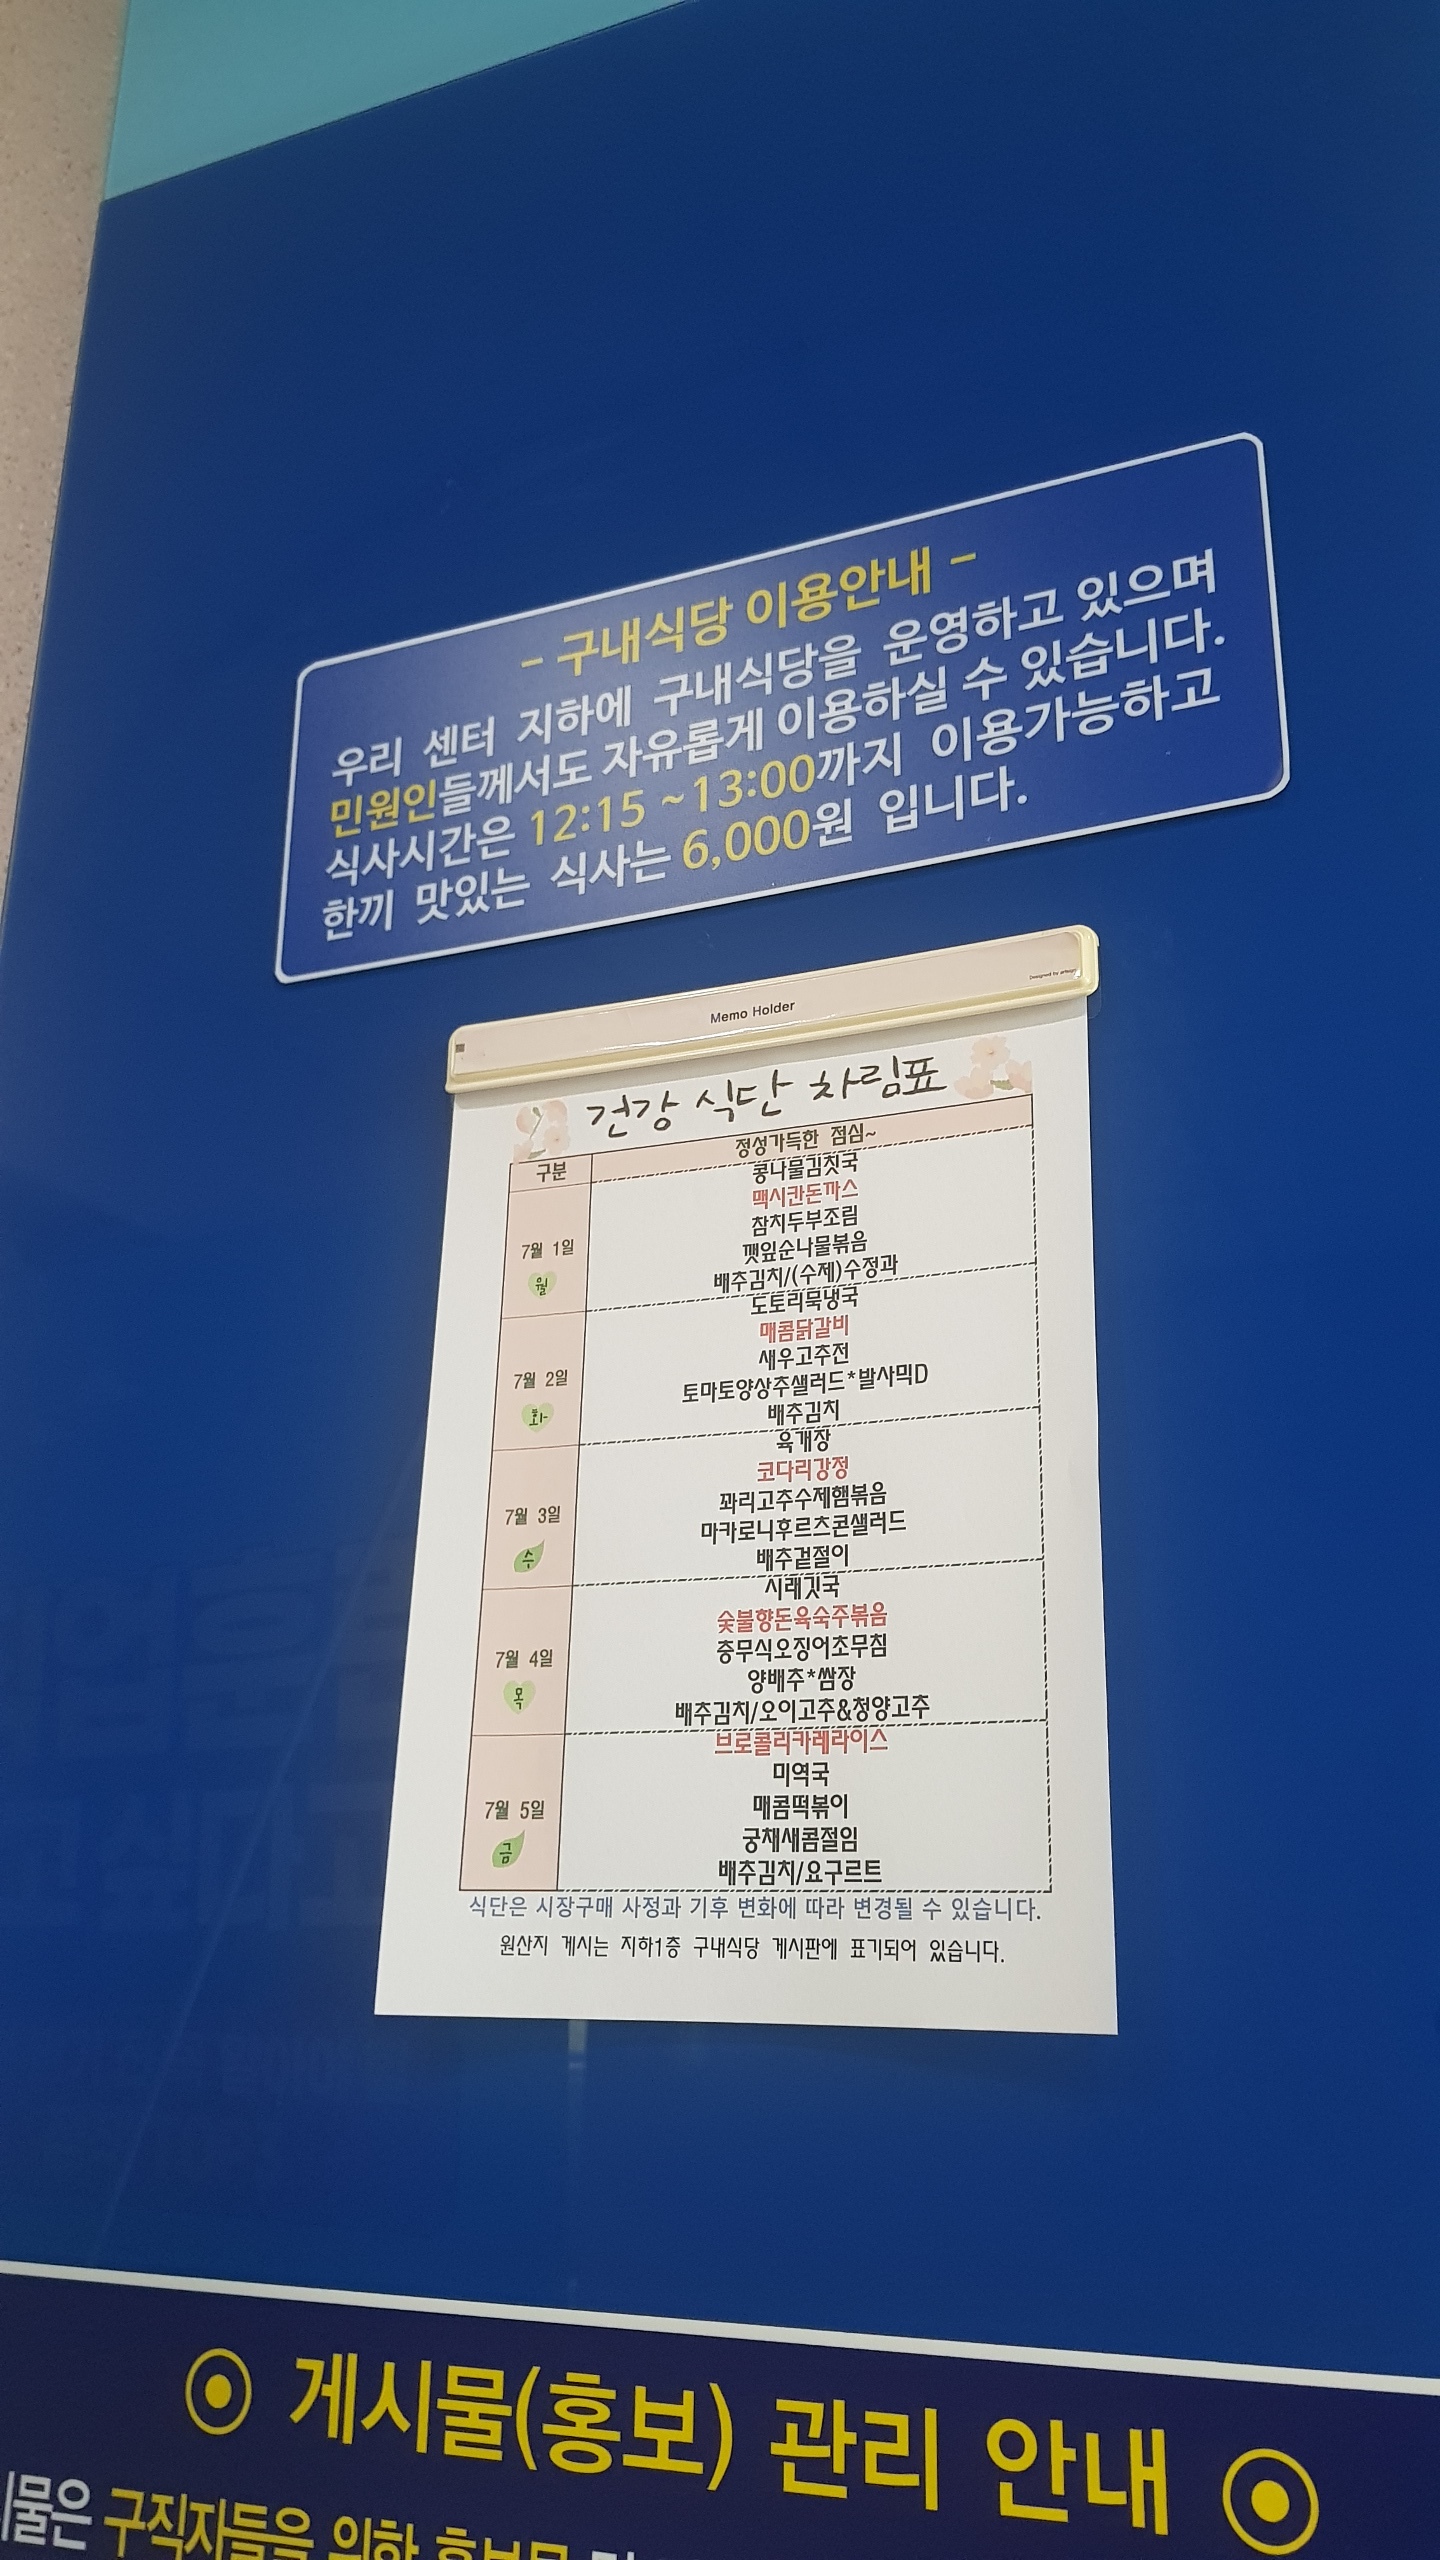 - 구내식당 이용안내 -
우리 센터 지하에 구내식당을 운영하고 있으며
민원인들께서도 자유롭게 이용하실 수 있습니다.
식사시간은 12:15 ~13:00까지 이용가능하고
한끼 맛있는 식사는 6,000원 입니다.
Memo Holder
건강 식단 차림표
구분
정성가득한 점심~
7월 1일
월
콩나물김칫국
맥시칸돈까스
참치두부조림
깻잎순나물볶음
배추김치/(수제)수정과
7월 2일
화
도토리묵냉국
매콤닭갈비
새우고추전
토마토양상추샐러드*발사믹D
배추김치
7월 3일
수
육개장
코다리강정
꽈리고추수제햄볶음
마카로니후르츠콘샐러드
배추겉절이
7월 4일
목
시래깃국
숯불향돈육숙주볶음
충무식오징어초무침
양배추*쌈장
배추김치/오이고추&청양고추
7월 5일
금
브로콜리카레라이스
미역국
매콤떡볶이
궁채새콤절임
배추김치/요구르트
식단은 시장구매 사정과 기후 변화에 따라 변경될 수 있습니다.
원산지 게시는 지하1층 구내식당 게시판에 표기되어 있습니다.
게시물(홍보) 관리 안내
구직자들을 위한